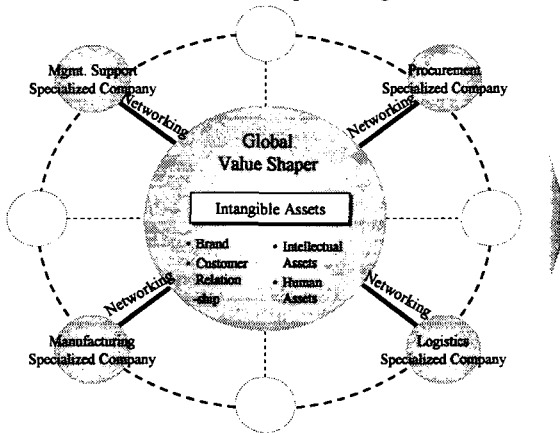 Mgmt. Support
Specialized Company
Procurement
Specialized Company
Networking
Networking
Global
Value Shaper
Intangible Assets
• Brand
• Customer
Relation
-ship
• Intellectual
Assets
• Human
Assets
Networking
Networking
Manufacturing
Specialized Company
Logistics
Specialized Company